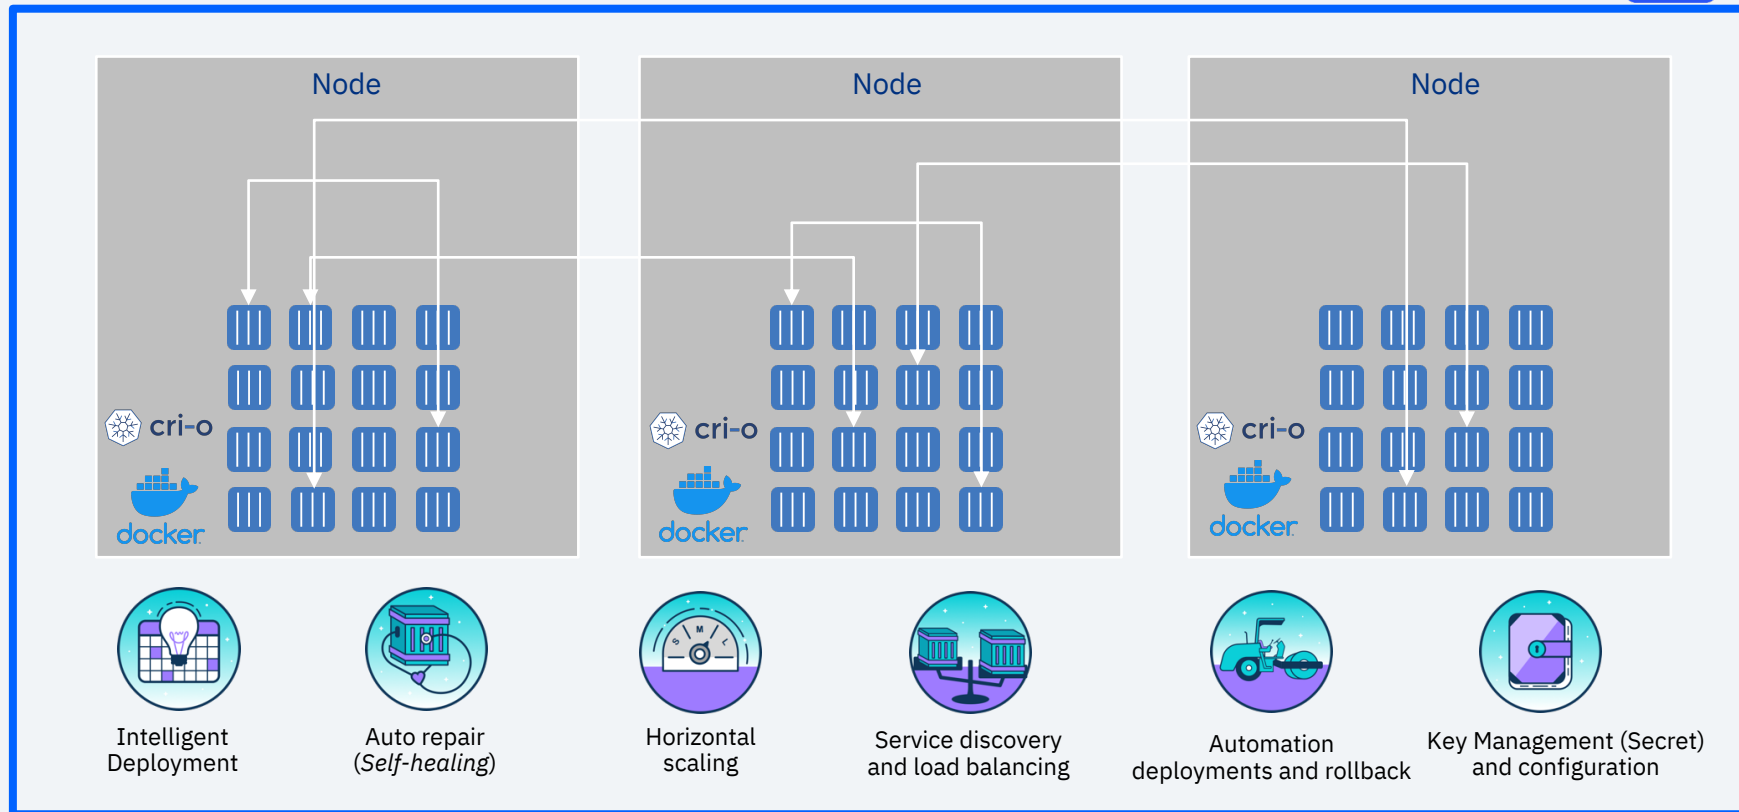 Node
Node
Node
cri-o
docker
cri-o
docker
cri-o
docker
S M L
Intelligent
Deployment
Auto repair
(Self-healing)
Horizontal
scaling
Service discovery
and load balancing
Automation
deployments and rollback
Key Management (Secret)
and configuration